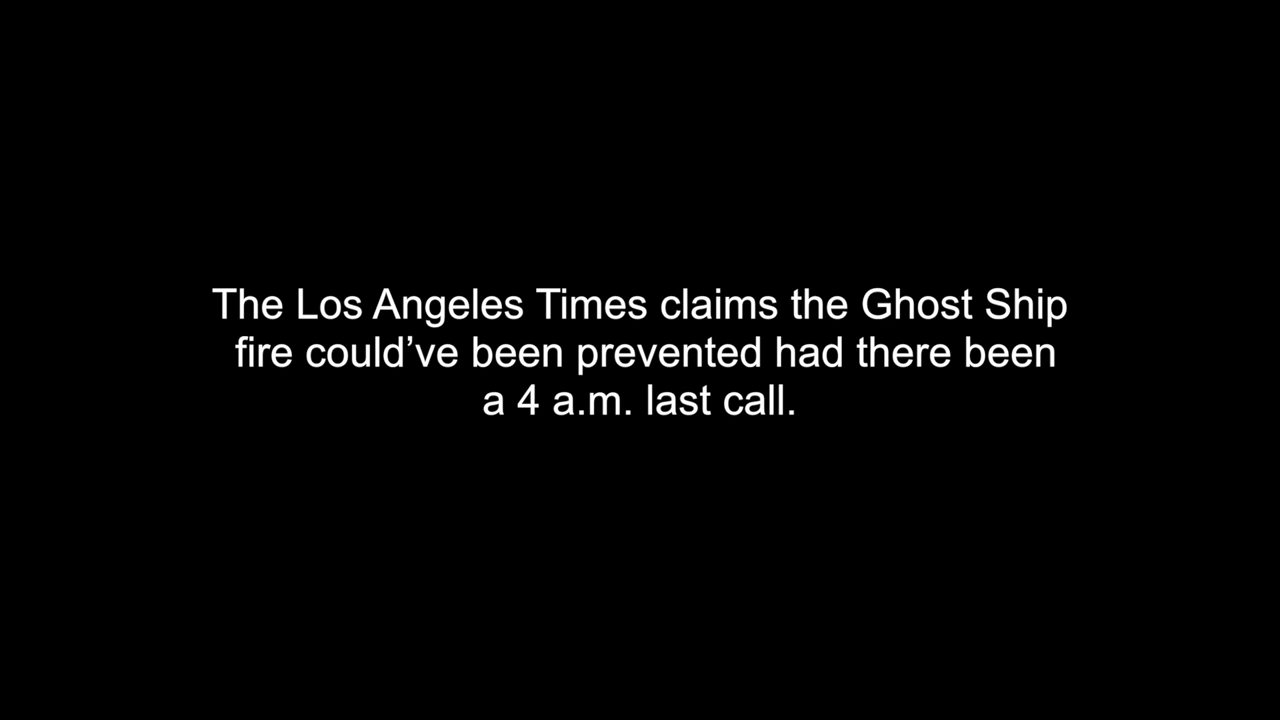 The Los Angeles Times claims the Ghost Ship
fire could’ve been prevented had there been
a 4 a.m. last call.